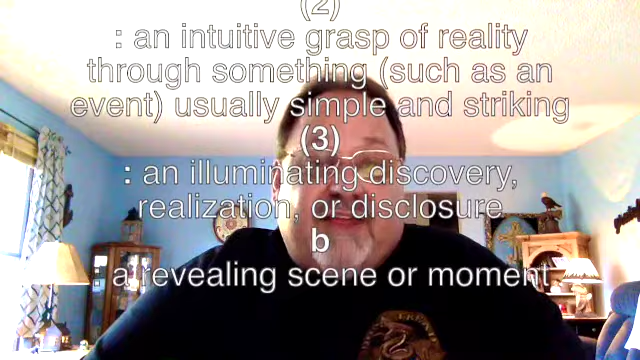 (2)
: an intuitive grasp of reality
through something (such as an
event) usually simple and striking
(3)
: an illuminating discovery,
realization, or disclosure
b
: a revealing scene or moment